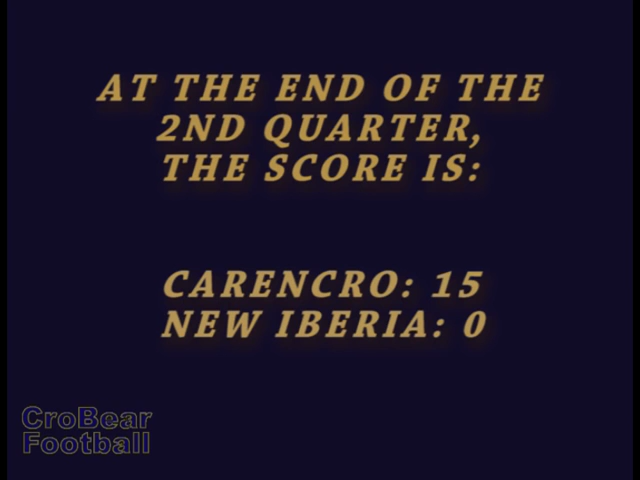 AT THE END OF THE
2ND QUARTER,
THE SCORE IS:
CARENCRO: 15
NEW IBERIA: 0
CroBear
Football